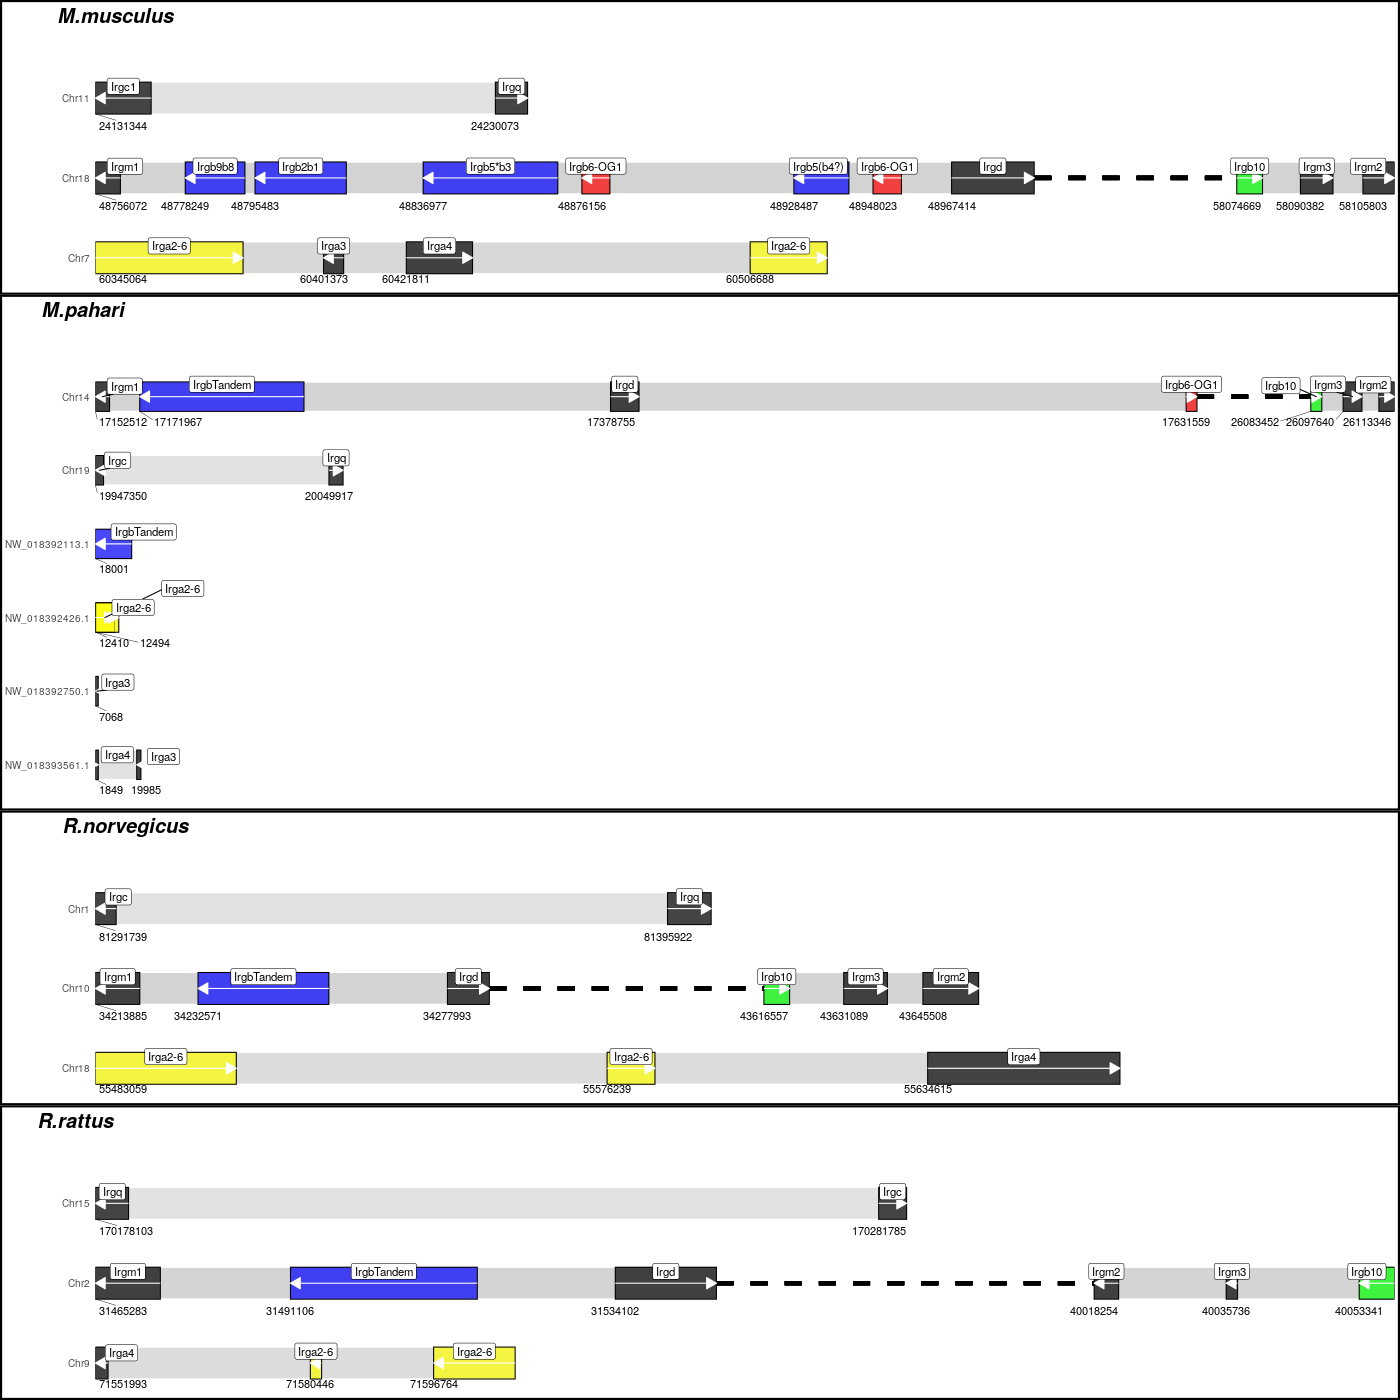 M.musculus
Irgc1 Irgq
Chr11
24131344 24230073
Irgm1 Irgb9b8 Irgb2b1 Irgb5*b3 Irgb6-OG1 Irgb5(b4?) Irgb6-OG1 Irgd Irgb10 Irgm3 Irgm2
Chr18
48756072 48778249 48795483 48836977 48876156 48928487 48948023 48967414 58074669 58090382 58105803
Irga2-6 Irga3 Irga4 Irga2-6
Chr7
60345064 60401373 60421811 60506688
M.pahari
Irgm1 IrgbTandem Irgd Irgb6-OG1 Irgb10 Irgm3 Irgm2
Chr14
17152512 17171967 17378755 17631559 26083452 26097640 26113346
Irgc Irgq
Chr19
19947350 20049917
IrgbTandem
NW_018392113.1
18001
Irga2-6
Irga2-6
NW_018392426.1
12410 12494
Irga3
NW_018392750.1
7068
Irga4 Irga3
NW_018393561.1
1849 19985
R.norvegicus
Irgc Irgq
Chr1
81291739 81395922
Irgm1 IrgbTandem Irgd Irgb10 Irgm3 Irgm2
Chr10
34213885 34232571 34277993 43616557 43631089 43645508
Irga2-6 Irga2-6 Irga4
Chr18
55483059 55576239 55634615
R.rattus
Irgq Irgc
Chr15
170178103 170281785
Irgm1 IrgbTandem Irgd Irgm2 Irgm3 Irgb10
Chr2
31465283 31491106 31534102 40018254 40035736 40053341
Irga4 Irga2-6 Irga2-6
Chr9
71551993 71580446 71596764